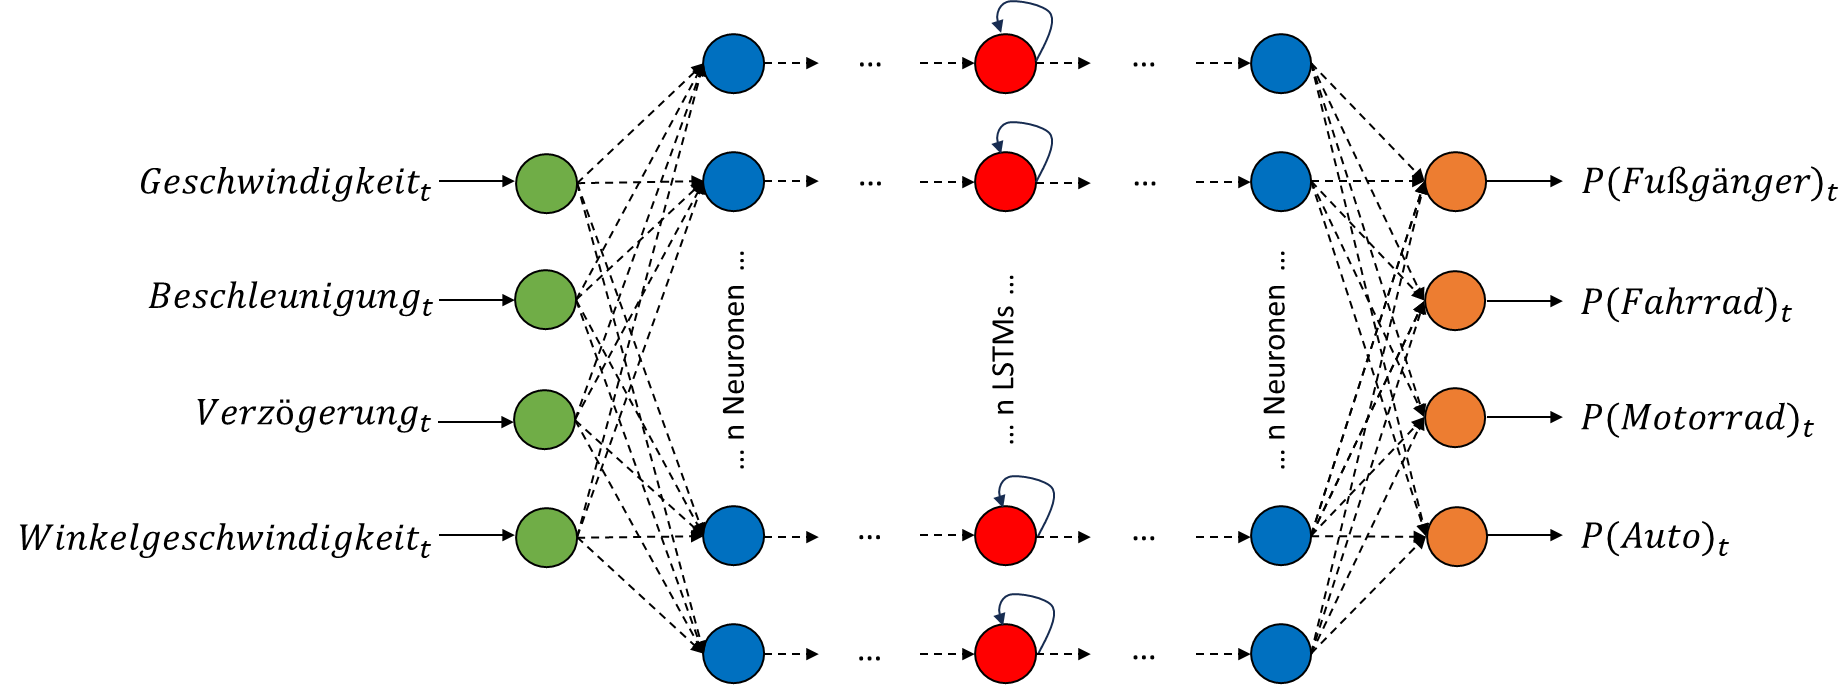 ...
...
Geschwindigkeit_t
...
...
P(Fußgänger)_t
Beschleunigung_t
... n Neuronen ...
... n LSTMs ...
... n Neuronen ...
P(Fahrrad)_t
Verzögerung_t
P(Motorrad)_t
Winkelgeschwindigkeit_t
...
...
P(Auto)_t
...
...